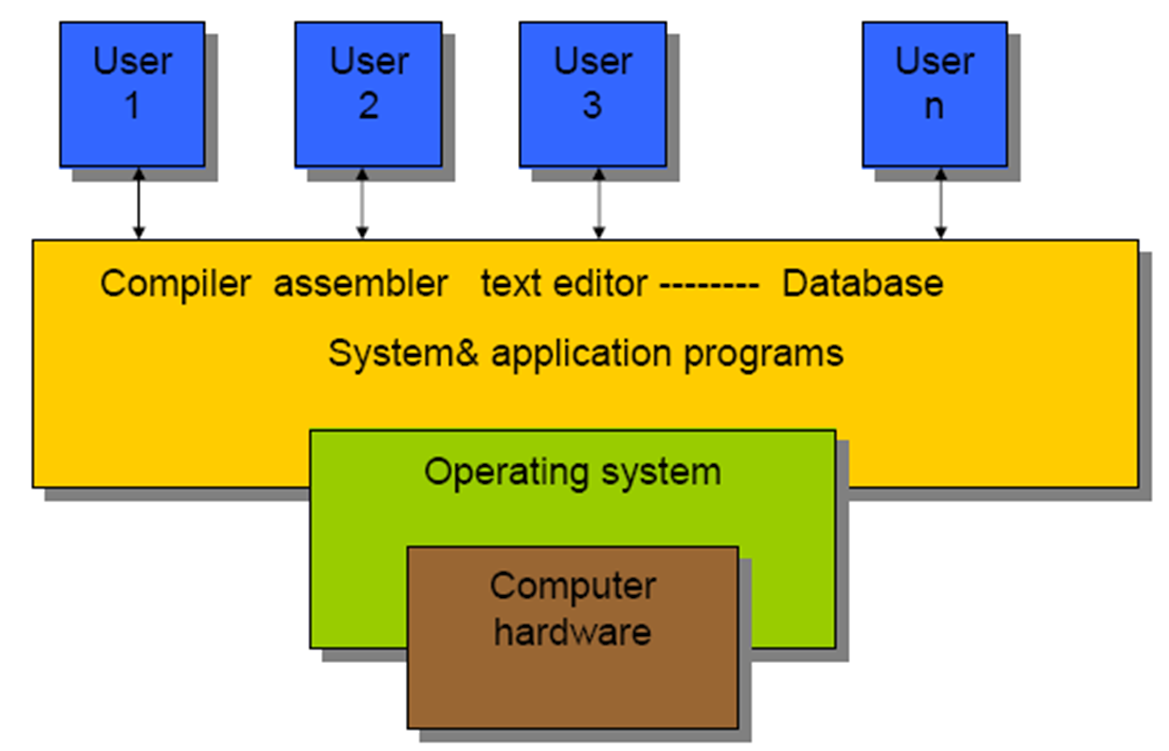 User
1
User
2
User
3
User
n
Compiler assembler text editor -------- Database
System& application programs
Operating system
Computer
hardware